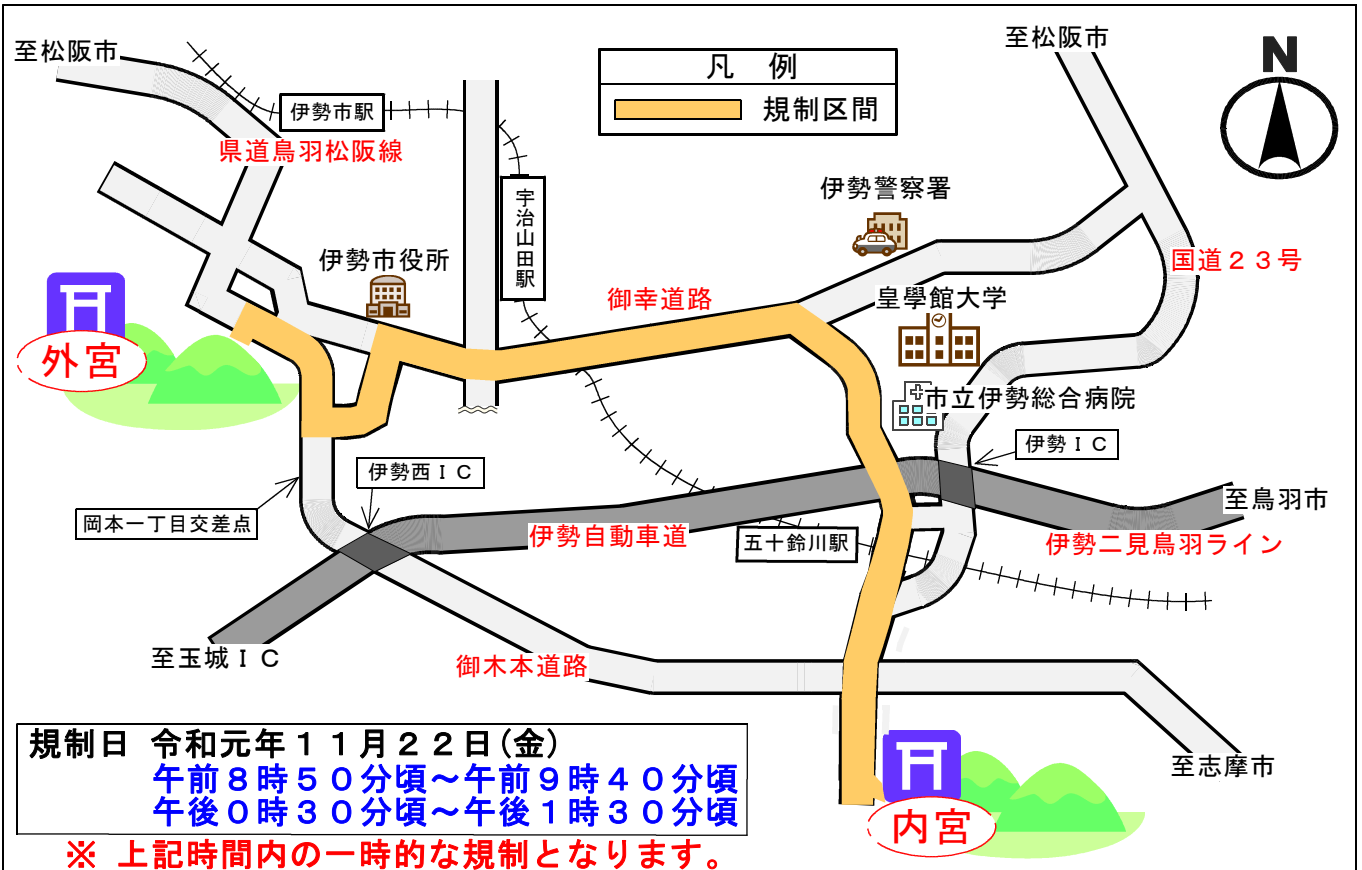 至松阪市
至松阪市
N
凡　例
規制区間
伊勢市駅
県道鳥羽松阪線
宇治山田駅
伊勢警察署
伊勢市役所
国道２３号
御幸道路
皇學館大学
外宮
市立伊勢総合病院
伊勢ＩＣ
伊勢西ＩＣ
至鳥羽市
岡本一丁目交差点
伊勢自動車道
五十鈴川駅
伊勢二見鳥羽ライン
至玉城ＩＣ
御木本道路
至志摩市
内宮
規制日 令和元年１１月２２日(金)
午前８時５０分頃～午前９時４０分頃
午後０時３０分頃～午後１時３０分頃
※ 上記時間内の一時的な規制となります。